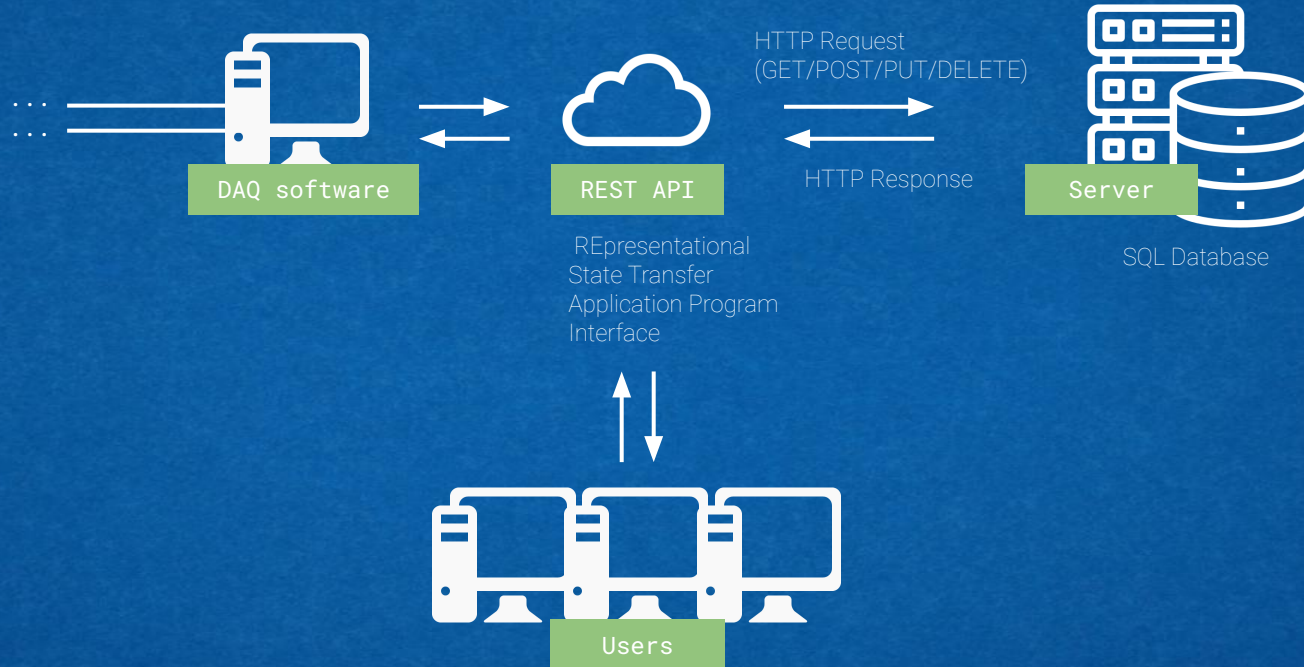 HTTP Request
(GET/POST/PUT/DELETE)
. . .
. . .
DAQ software
REST API
HTTP Response
Server
REpresentational
State Transfer
Application Program
Interface
SQL Database
Users